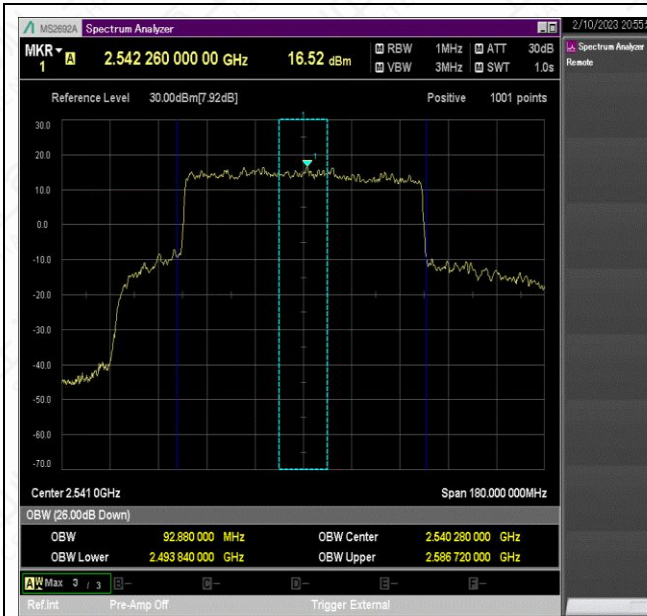 MS2692A Spectrum Analyzer
2/10/2023 20:55:
MKR 1 A 2.542 260 000 00 GHz 16.52 dBm
M RBW 1MHz M ATT 30dB
M VBW 3MHz M SWT 1.0s
Spectrum Analyzer
Remote
Reference Level 30.00dBm[7.92dB] Positive 1001 points
30.0
20.0
10.0
0.0
-10.0
-20.0
-30.0
-40.0
-50.0
-60.0
-70.0
1
Center 2.541 0GHz Span 180.000 000MHz
OBW (26.00dB Down)
OBW 92.880 000 MHz OBW Center 2.540 280 000 GHz
OBW Lower 2.493 840 000 GHz OBW Upper 2.586 720 000 GHz
A W Max 3 / 3 B- C- D- E- F-
Ref.Int Pre-Amp Off Trigger External